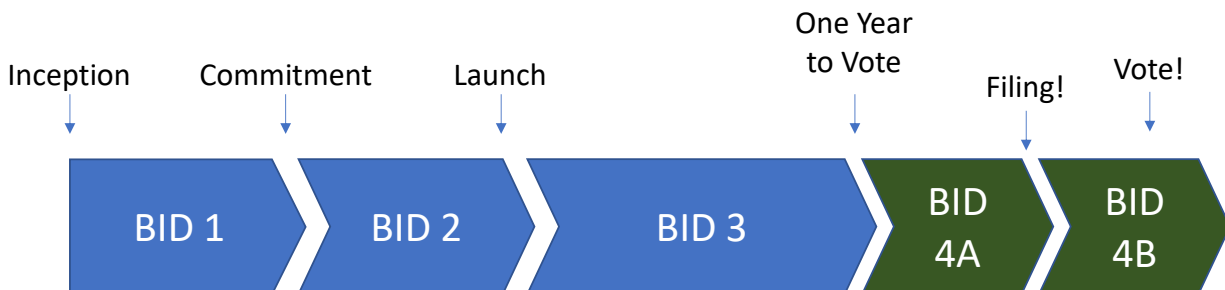 Inception
Commitment
Launch
One Year
to Vote
Filing!
Vote!
BID 1
BID 2
BID 3
BID
4A
BID
4B